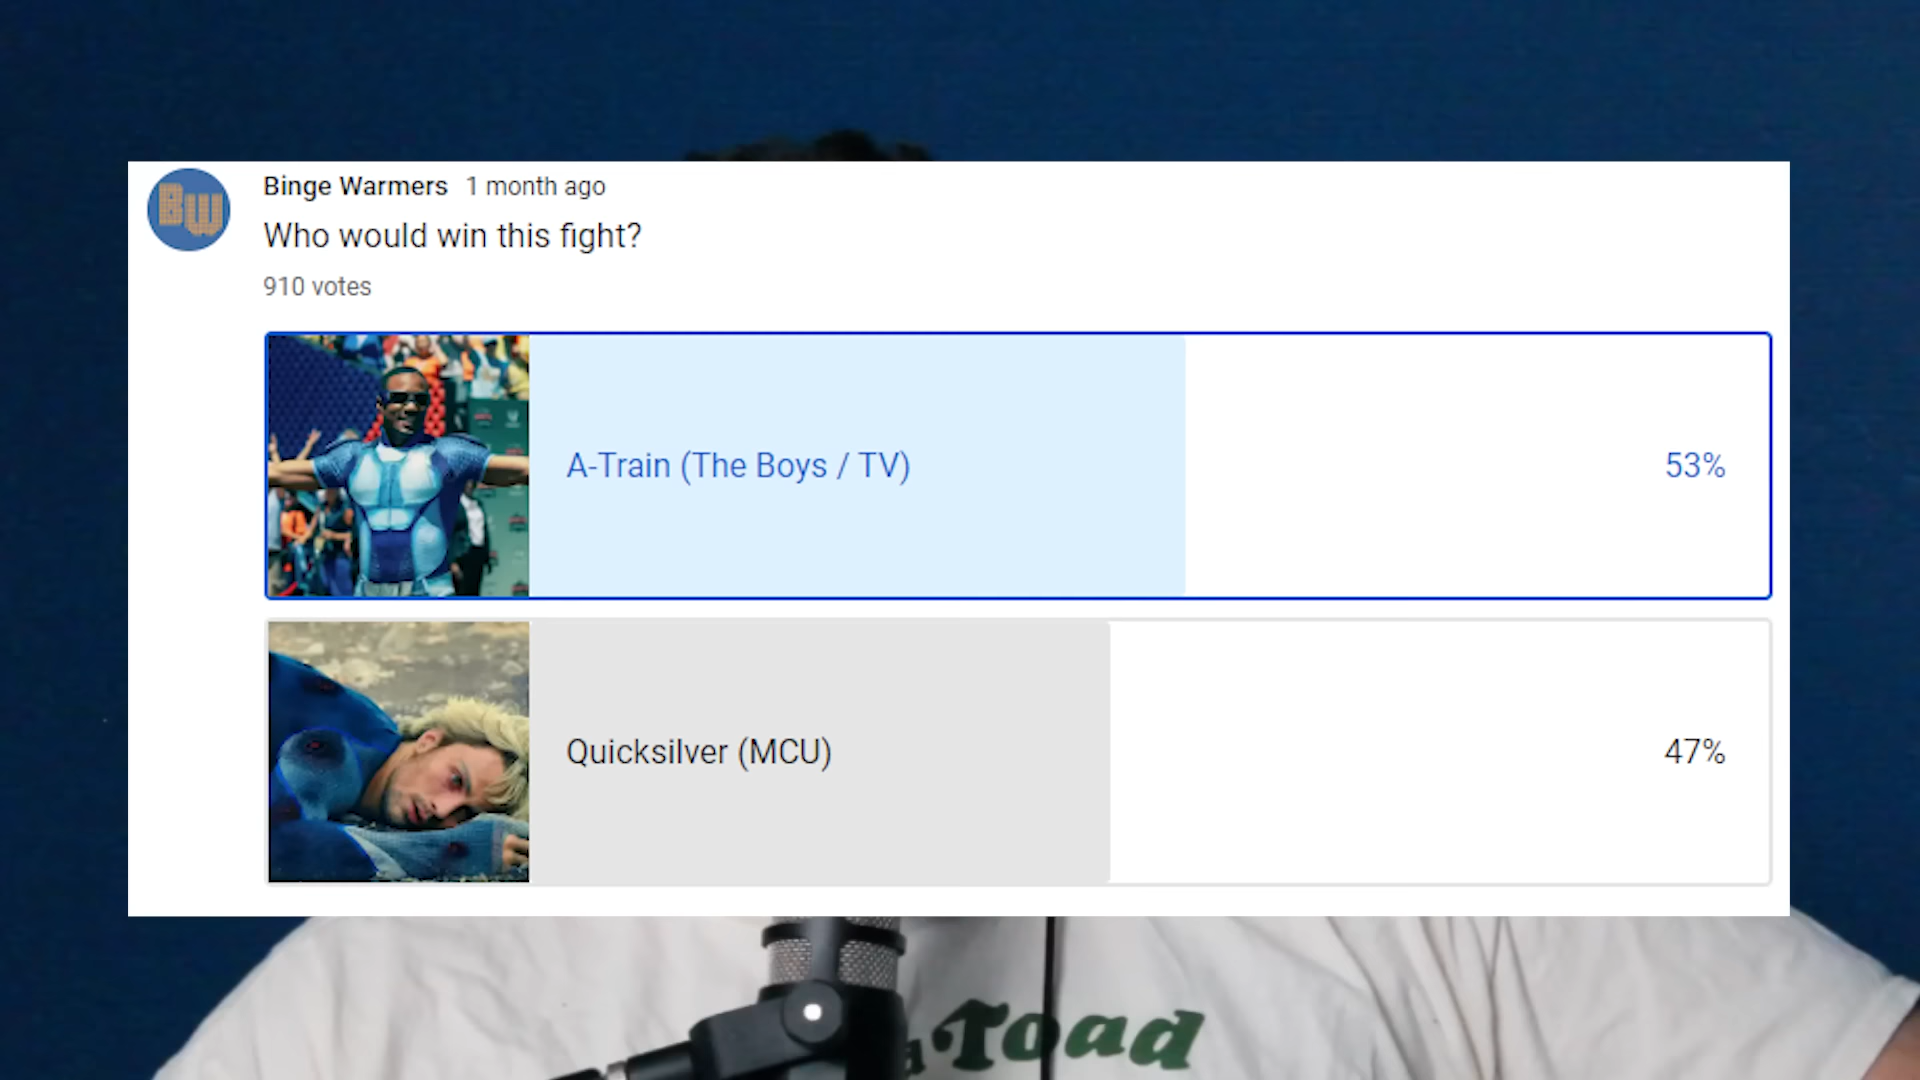 BW
Binge Warmers 1 month ago
Who would win this fight?
910 votes
A-Train (The Boys / TV)
53%
Quicksilver (MCU)
47%
Toad